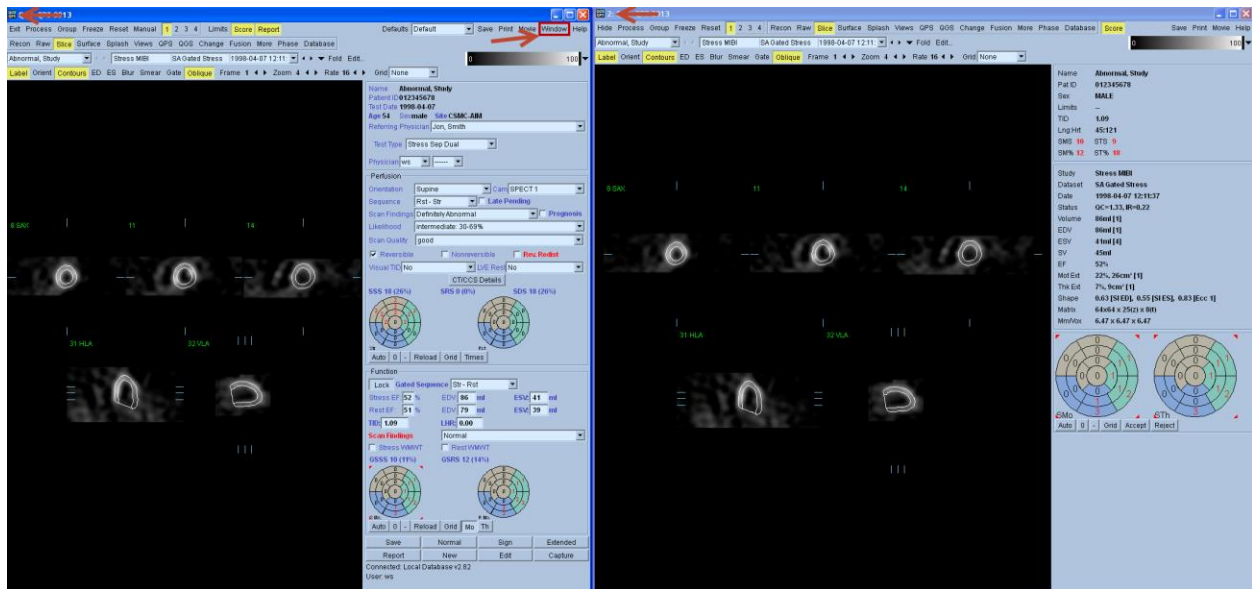 Exit Process Group Freeze Reset Manual 1 2 3 4 Limits Score Report
Defaults Default Save Print Movie Window Help
Recon Raw Slice Surface Splash Views QPS QGS Change Fusion More Phase Database
Abnormal, Study Stress MIBI SA Gated Stress 1998-04-07 12:11 Fold Edit...
0 100
Label Orient Contours ED ES Blur Smear Gate Oblique Frame 1 Zoom 4 Rate 16 Grid None
8 SAX 11 14
31 HLA 32 VLA
Name Abnormal, Study
Patient ID 012345678
Test Date 1998-04-07
Age 54 Sex male Site CSMC-AIM
Referring Physician Jon, Smith
Test Type Stress Sep Dual
Physician ws -----
Perfusion
Orientation Supine Cam SPECT 1
Sequence Rst - Str Late Pending
Scan Findings Definitely Abnormal Prognosis
Likelihood intermediate: 30-69%
Scan Quality good
Reversible Nonreversible Rev. Redist
Visual TID No LVE Rest No
CT/CCS Details
SSS 18 (26%) SRS 0 (0%) SDS 18 (26%)
Auto 0 - Reload Grid Times
Function
Lock Gated Sequence Str - Rst
Stress EF: 52 % EDV: 86 ml ESV: 41 ml
Rest EF: 51 % EDV: 79 ml ESV: 39 ml
TID: 1.09 LHR: 0.00
Scan Findings Normal
Stress WMWT Rest WMWT
GSSS 10 (11%) GSRS 12 (14%)
Auto 0 - Reload Grid Mo Th
Save Normal Sign Extended
Report New Edit Capture
Connected: Local Database v2.82
User: ws
2:
Hide Process Group Freeze Reset 1 2 3 4 Recon Raw Slice Surface Splash Views QPS QGS Change Fusion More Phase Database Score Save Print Movie Help
Abnormal, Study Stress MIBI SA Gated Stress 1998-04-07 12:11 Fold Edit...
0 100
Label Orient Contours ED ES Blur Smear Gate Oblique Frame 1 Zoom 4 Rate 16 Grid None
8 SAX 11 14
31 HLA 32 VLA
Name Abnormal, Study
Pat ID 012345678
Sex MALE
Limits --
TID 1.09
Lng:Hrt 45:121
SMS 10 STS 9
SM% 12 ST% 10
Study Stress MIBI
Dataset SA Gated Stress
Date 1998-04-07 12:11:37
Status QC=1.33, IR=0.22
Volume 86ml [1]
EDV 86ml [1]
ESV 41ml [4]
SV 45ml
EF 52%
Mot Ext 22%, 26cm² [1]
Thk Ext 7%, 9cm² [1]
Shape 0.63 [SI ED], 0.55 [SI ES], 0.83 [Ecc 1]
Matrix 64x64 x 25(z) x 8(t)
Mm/Vox 6.47 x 6.47 x 6.47
SMo STh
Auto 0 - Grid Accept Reject